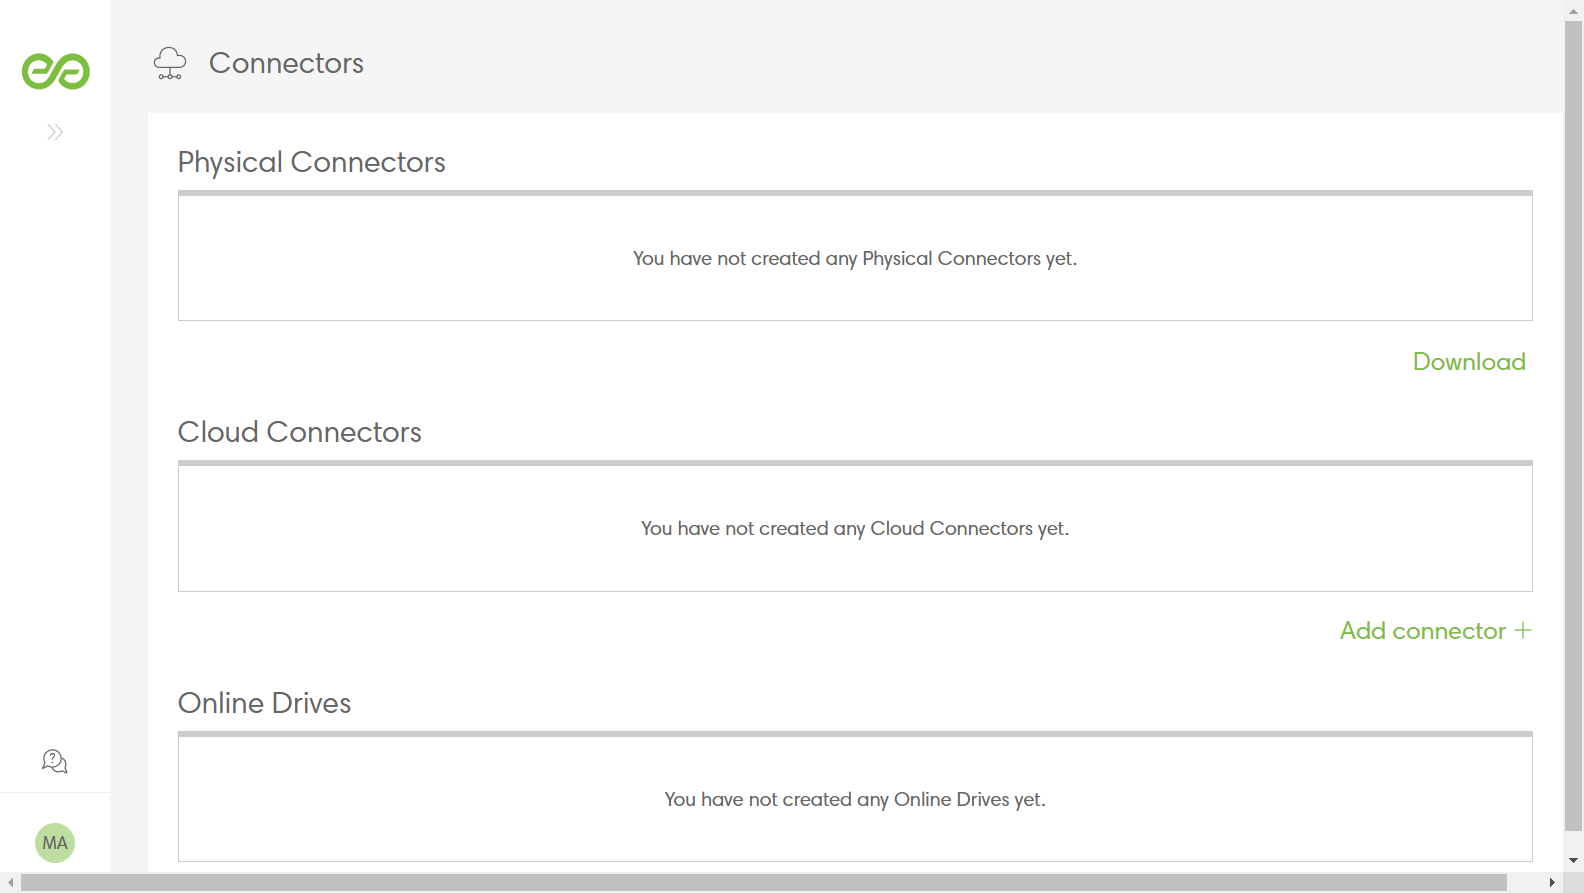 Connectors
Physical Connectors
You have not created any Physical Connectors yet.
Download
Cloud Connectors
You have not created any Cloud Connectors yet.
Add connector +
Online Drives
You have not created any Online Drives yet.
MA